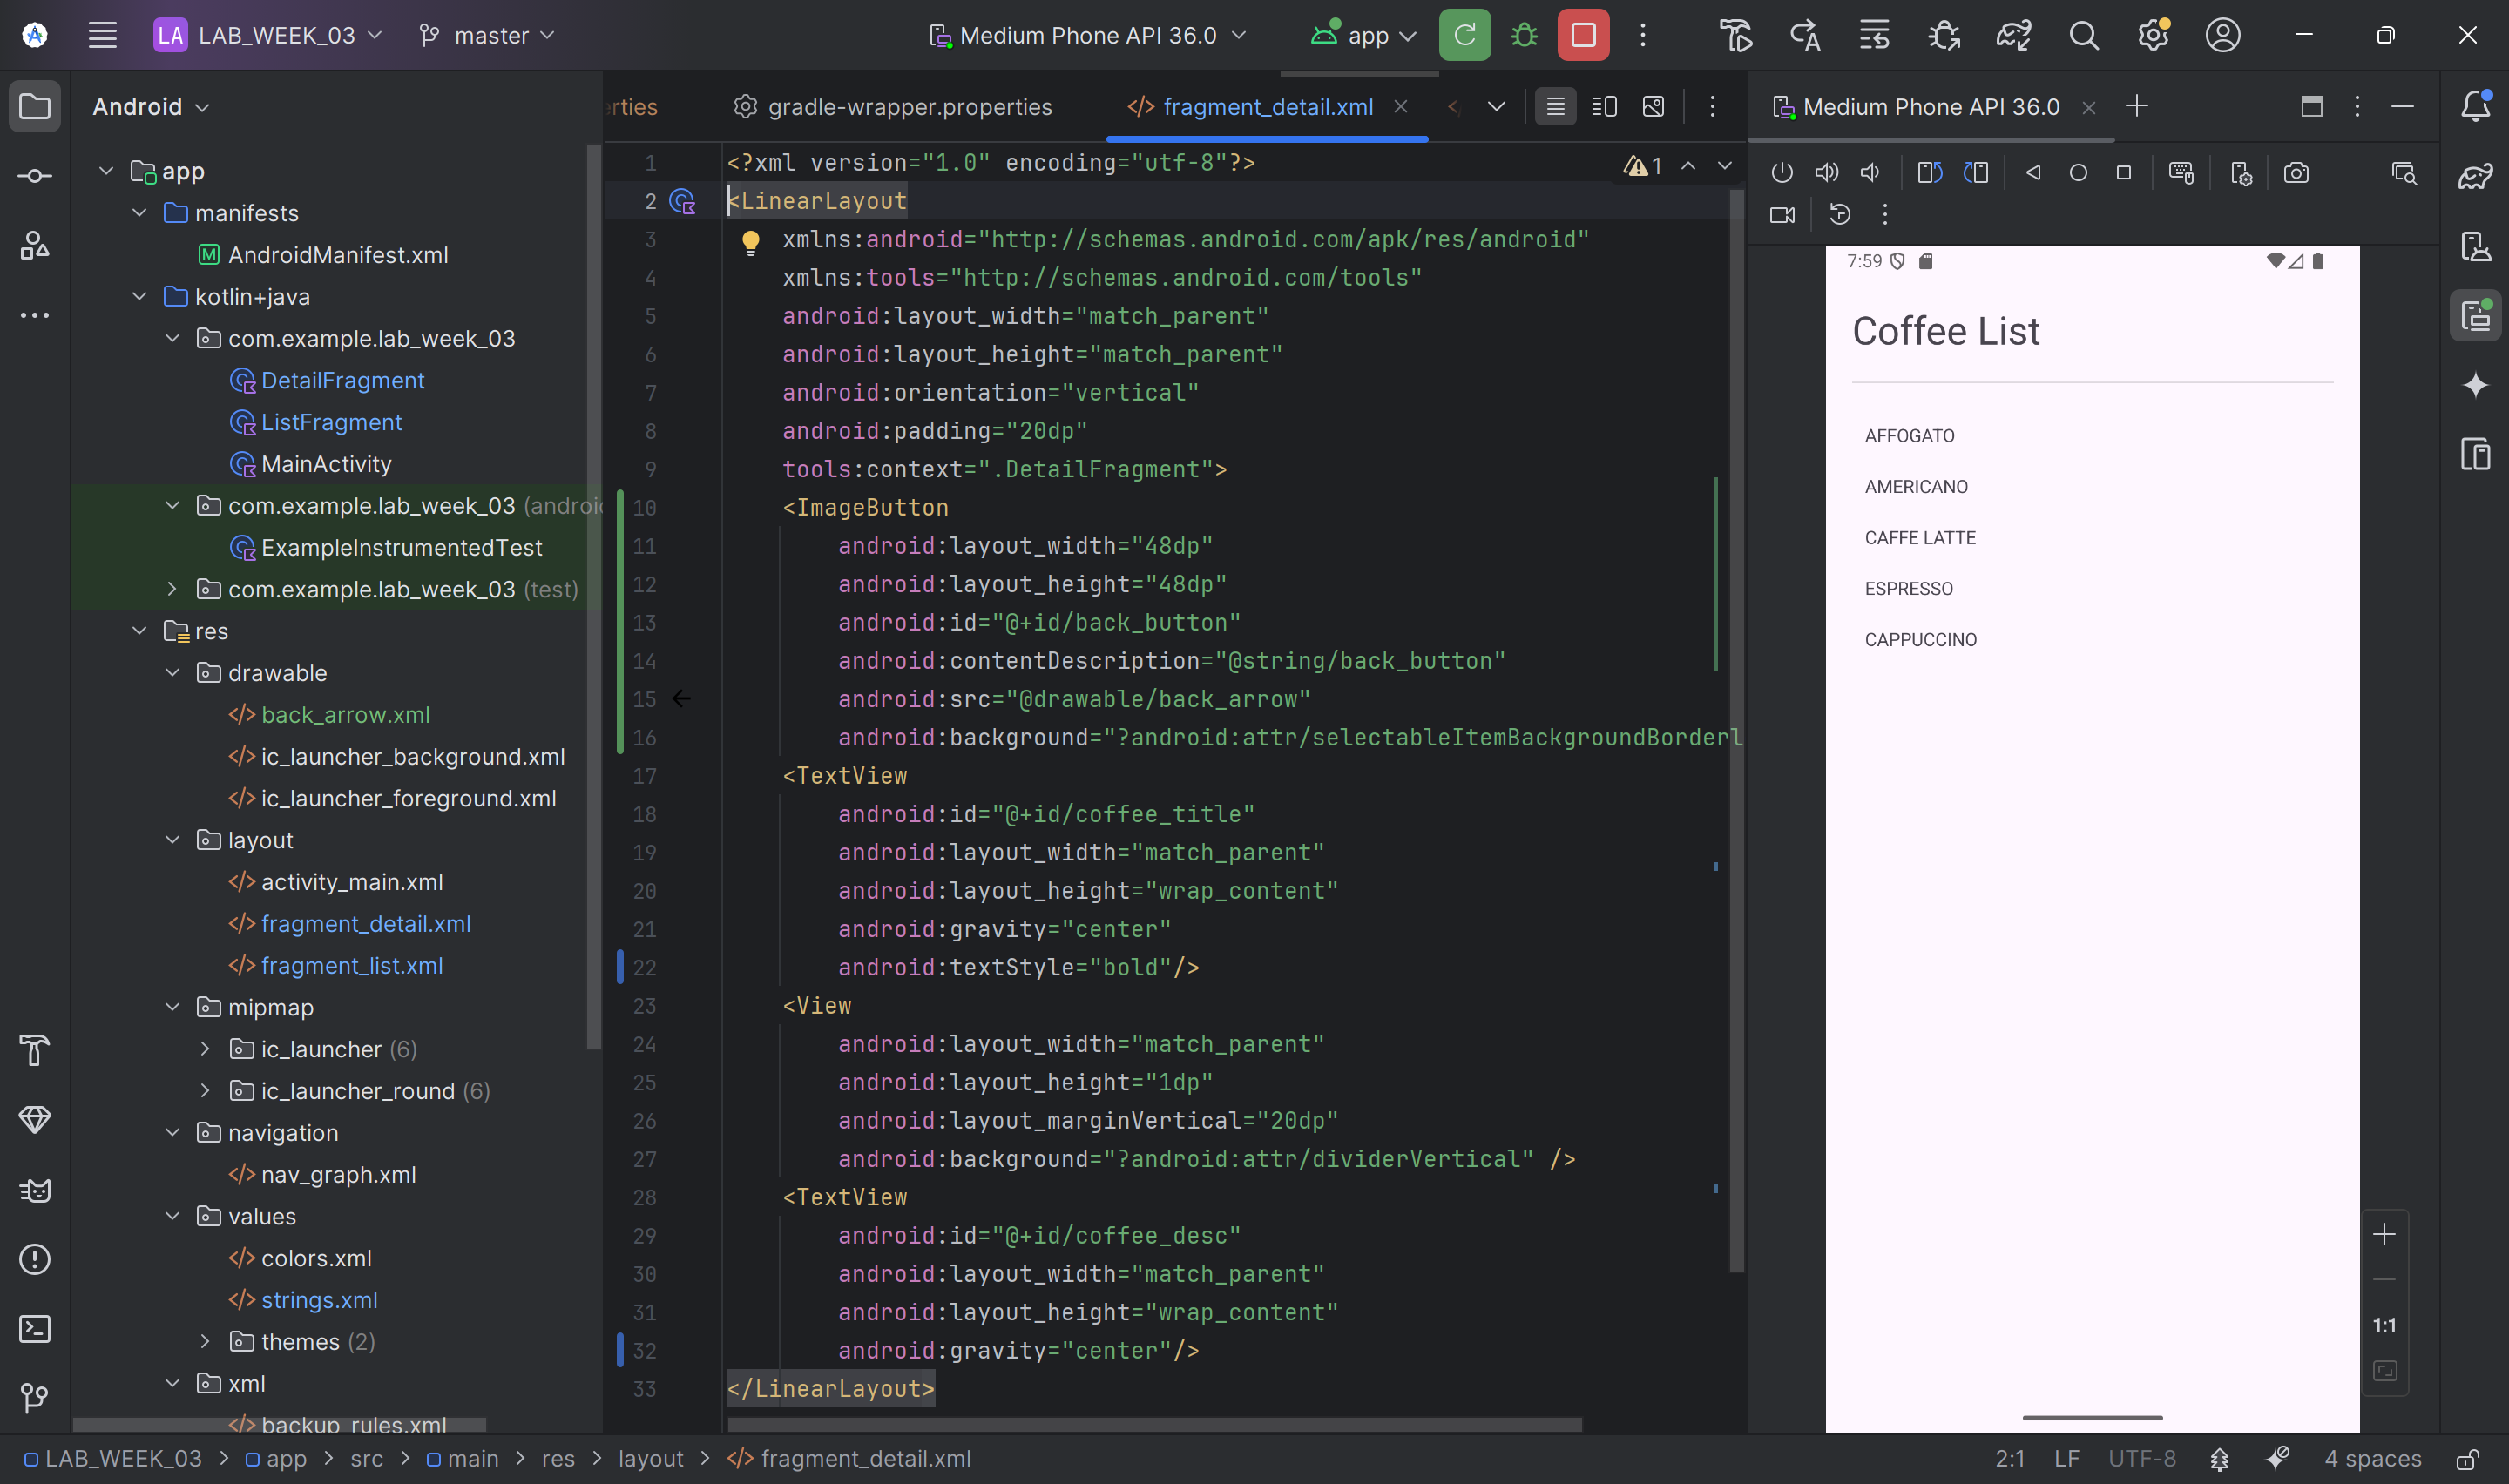 LA LAB_WEEK_03 master Medium Phone API 36.0 app
Android
app
manifests
AndroidManifest.xml
kotlin+java
com.example.lab_week_03
DetailFragment
ListFragment
MainActivity
com.example.lab_week_03 (androi
ExampleInstrumentedTest
com.example.lab_week_03 (test)
res
drawable
back_arrow.xml
ic_launcher_background.xml
ic_launcher_foreground.xml
layout
activity_main.xml
fragment_detail.xml
fragment_list.xml
mipmap
ic_launcher (6)
ic_launcher_round (6)
navigation
nav_graph.xml
values
colors.xml
strings.xml
themes (2)
xml
backup_rules.xml
erties gradle-wrapper.properties fragment_detail.xml
1 <?xml version="1.0" encoding="utf-8"?> 1
2 <LinearLayout
3 xmlns:android="http://schemas.android.com/apk/res/android"
4 xmlns:tools="http://schemas.android.com/tools"
5 android:layout_width="match_parent"
6 android:layout_height="match_parent"
7 android:orientation="vertical"
8 android:padding="20dp"
9 tools:context=".DetailFragment">
10 <ImageButton
11 android:layout_width="48dp"
12 android:layout_height="48dp"
13 android:id="@+id/back_button"
14 android:contentDescription="@string/back_button"
15 android:src="@drawable/back_arrow"
16 android:background="?android:attr/selectableItemBackgroundBorderl
17 <TextView
18 android:id="@+id/coffee_title"
19 android:layout_width="match_parent"
20 android:layout_height="wrap_content"
21 android:gravity="center"
22 android:textStyle="bold"/>
23 <View
24 android:layout_width="match_parent"
25 android:layout_height="1dp"
26 android:layout_marginVertical="20dp"
27 android:background="?android:attr/dividerVertical" />
28 <TextView
29 android:id="@+id/coffee_desc"
30 android:layout_width="match_parent"
31 android:layout_height="wrap_content"
32 android:gravity="center"/>
33 </LinearLayout>
Medium Phone API 36.0
7:59
Coffee List
AFFOGATO
AMERICANO
CAFFE LATTE
ESPRESSO
CAPPUCCINO
1:1
LAB_WEEK_03 > app > src > main > res > layout > fragment_detail.xml
2:1 LF UTF-8 4 spaces